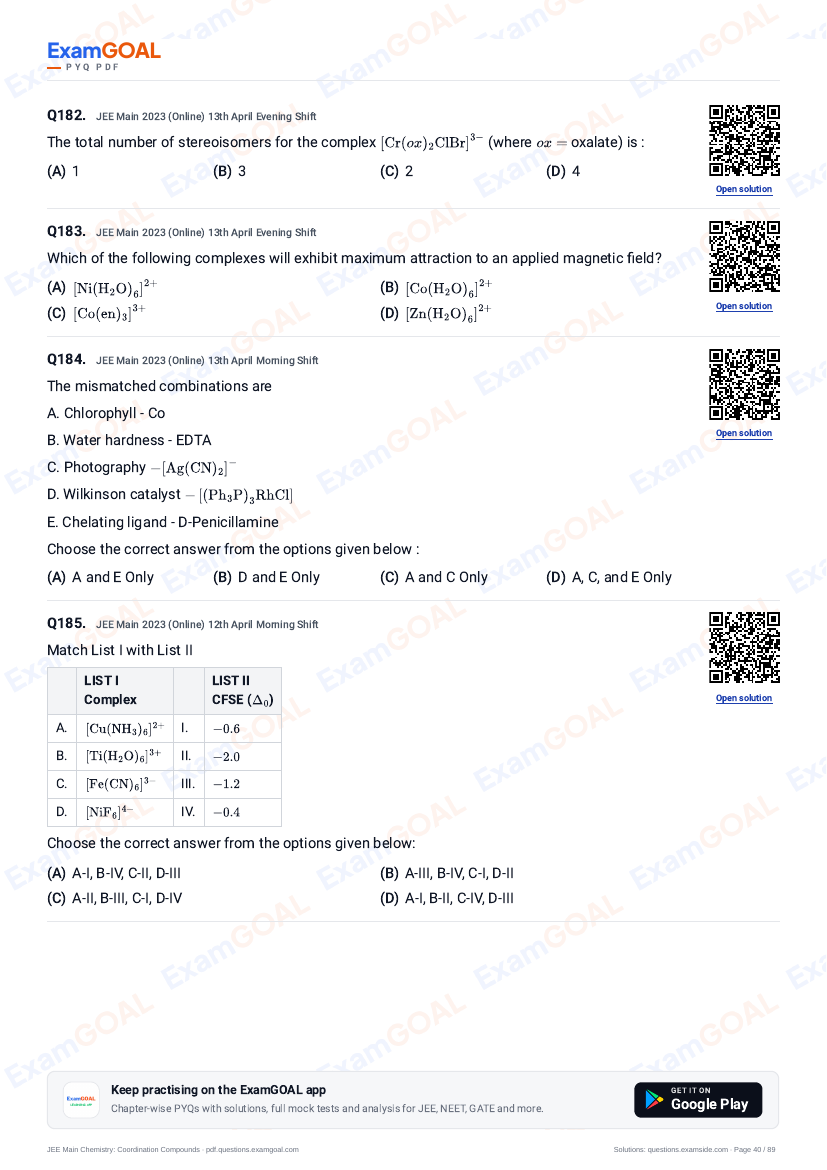 ExamGOAL
PYQ PDF
Q182. JEE Main 2023 (Online) 13th April Evening Shift
The total number of stereoisomers for the complex [Cr(ox)₂ClBr]³⁻ (where ox = oxalate) is :
(A) 1 (B) 3 (C) 2 (D) 4
Open solution
Q183. JEE Main 2023 (Online) 13th April Evening Shift
Which of the following complexes will exhibit maximum attraction to an applied magnetic field?
(A) [Ni(H₂O)₆]²⁺ (B) [Co(H₂O)₆]²⁺
(C) [Co(en)₃]³⁺ (D) [Zn(H₂O)₆]²⁺
Open solution
Q184. JEE Main 2023 (Online) 13th April Morning Shift
The mismatched combinations are
A. Chlorophyll - Co
B. Water hardness - EDTA
C. Photography −[Ag(CN)₂]⁻
D. Wilkinson catalyst − [(Ph₃P)₃RhCl]
E. Chelating ligand - D-Penicillamine
Choose the correct answer from the options given below :
(A) A and E Only (B) D and E Only (C) A and C Only (D) A, C, and E Only
Open solution
Q185. JEE Main 2023 (Online) 12th April Morning Shift
Match List I with List II
LIST I LIST II
Complex CFSE (Δ₀)
A. [Cu(NH₃)₆]²⁺ I. −0.6
B. [Ti(H₂O)₆]³⁺ II. −2.0
C. [Fe(CN)₆]³⁻ III. −1.2
D. [NiF₆]⁴⁻ IV. −0.4
Choose the correct answer from the options given below:
(A) A-I, B-IV, C-II, D-III (B) A-III, B-IV, C-I, D-II
(C) A-II, B-III, C-I, D-IV (D) A-I, B-II, C-IV, D-III
Open solution
Keep practising on the ExamGOAL app
Chapter-wise PYQs with solutions, full mock tests and analysis for JEE, NEET, GATE and more.
GET IT ON
Google Play
JEE Main Chemistry: Coordination Compounds · pdf.questions.examgoal.com Solutions: questions.examside.com · Page 40 / 89